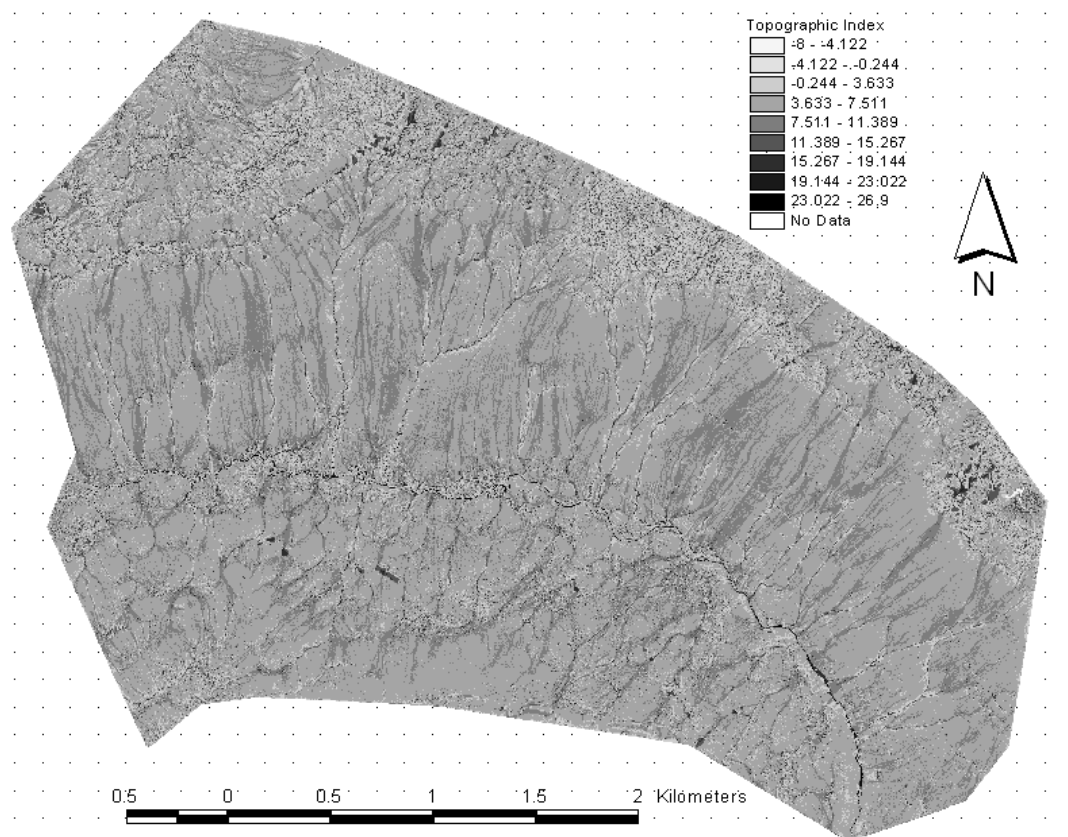 Topographic Index
-8 - -4.122
-4.122 - -0.244
-0.244 - 3.633
3.633 - 7.511
7.511 - 11.389
11.389 - 15.267
15.267 - 19.144
19.144 - 23.022
23.022 - 26.9
No Data
N
0.5 0 0.5 1 1.5 2 Kilometers